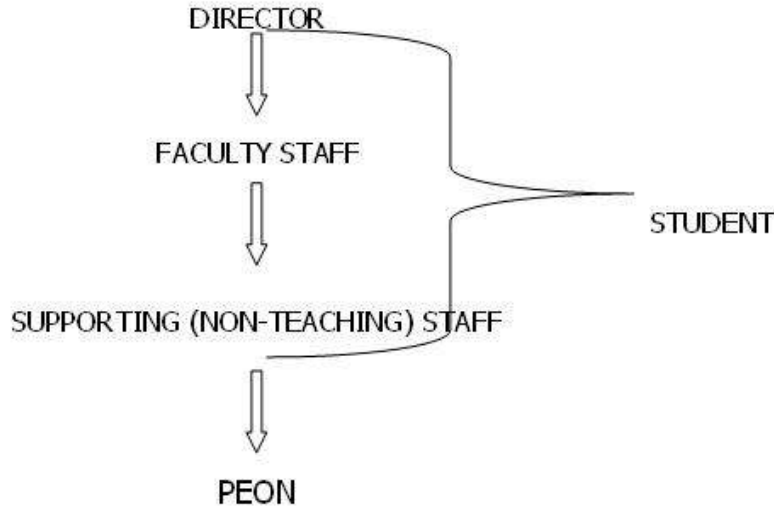 DIRECTOR
FACULTY STAFF
STUDENT
SUPPORTING (NON-TEACHING) STAFF
PEON